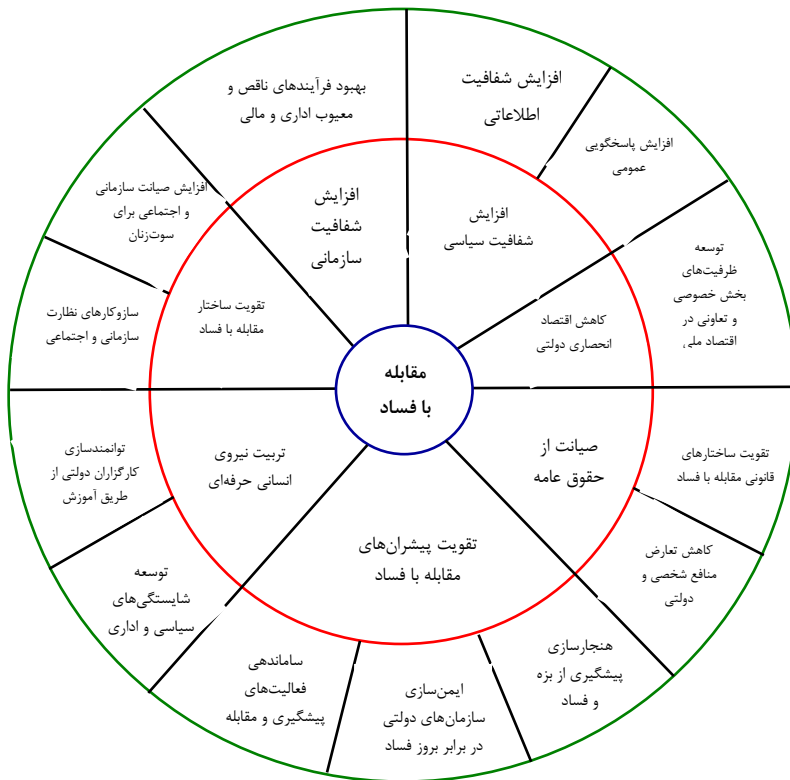 مقابله
با فساد
افزایش
شفافیت سیاسی
افزایش شفافیت
اطلاعاتی
افزایش پاسخگویی
عمومی
کاهش اقتصاد
انحصاری دولتی
توسعه
ظرفیت‌های
بخش خصوصی
و تعاونی در
اقتصاد ملی
صیانت از
حقوق عامه
تقویت ساختارهای
قانونی مقابله با فساد
کاهش تعارض
منافع شخصی و
دولتی
تقویت پیشران‌های
مقابله با فساد
هنجارسازی
پیشگیری از بزه
و فساد
ایمن‌سازی
سازمان‌های دولتی
در برابر بروز فساد
ساماندهی
فعالیت‌های
پیشگیری و مقابله
تربیت نیروی
انسانی حرفه‌ای
توسعه
شایستگی‌های
سیاسی و اداری
توانمندسازی
کارگزاران دولتی از
طریق آموزش
تقویت ساختار
مقابله با فساد
سازوکارهای نظارت
سازمانی و اجتماعی
افزایش صیانت سازمانی
و اجتماعی برای
سوت‌زنان
افزایش
شفافیت
سازمانی
بهبود فرآیندهای ناقص و
معیوب اداری و مالی